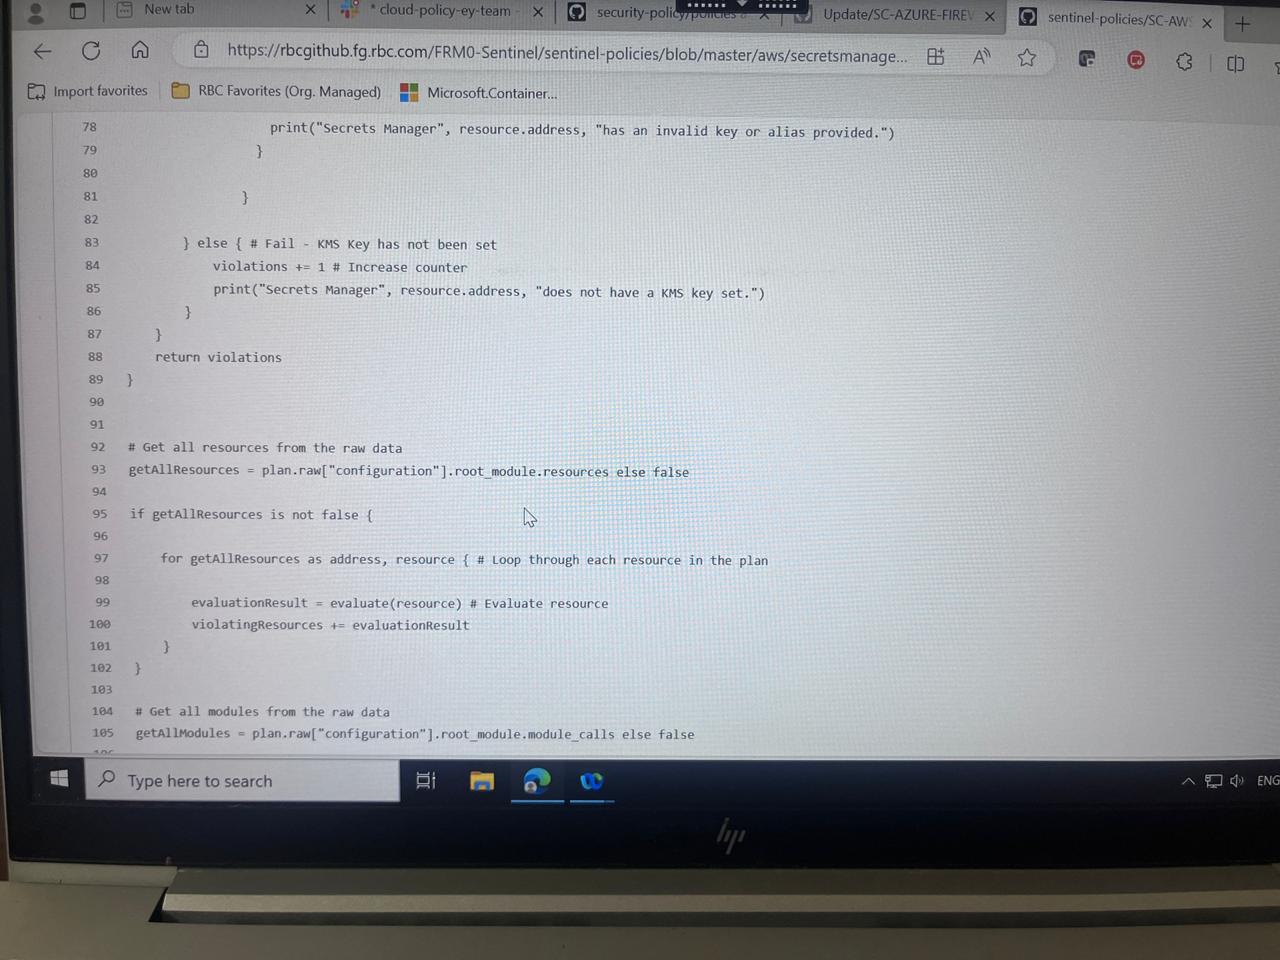 New tab
* cloud-policy-ey-team
security-policy/policies
Update/SC-AZURE-FIREV
sentinel-policies/SC-AWS
https://rbcgithub.fg.rbc.com/FRM0-Sentinel/sentinel-policies/blob/master/aws/secretsmanage...
Import favorites
RBC Favorites (Org. Managed)
Microsoft.Container...
78 print("Secrets Manager", resource.address, "has an invalid key or alias provided.")
79 }
80
81 }
82
83 } else { # Fail - KMS Key has not been set
84 violations += 1 # Increase counter
85 print("Secrets Manager", resource.address, "does not have a KMS key set.")
86 }
87 }
88 return violations
89 }
90
91
92 # Get all resources from the raw data
93 getAllResources = plan.raw["configuration"].root_module.resources else false
94
95 if getAllResources is not false {
96
97 for getAllResources as address, resource { # Loop through each resource in the plan
98
99 evaluationResult = evaluate(resource) # Evaluate resource
100 violatingResources += evaluationResult
101 }
102 }
103
104 # Get all modules from the raw data
105 getAllModules = plan.raw["configuration"].root_module.module_calls else false
Type here to search
ENG
hp